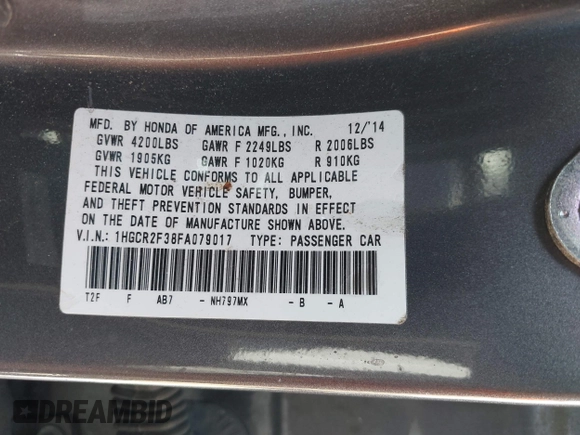 MFD. BY HONDA OF AMERICA MFG., INC. 12/'14
GVWR 4200LBS GAWR F 2249LBS R 2006LBS
GVWR 1905KG GAWR F 1020KG R 910KG
THIS VEHICLE CONFORMS TO ALL APPLICABLE
FEDERAL MOTOR VEHICLE SAFETY, BUMPER,
AND THEFT PREVENTION STANDARDS IN EFFECT
ON THE DATE OF MANUFACTURE SHOWN ABOVE.
V.I.N.: 1HGCR2F38FA079017 TYPE: PASSENGER CAR
T2F F AB7 - NH797MX - B - A
DREAMBID